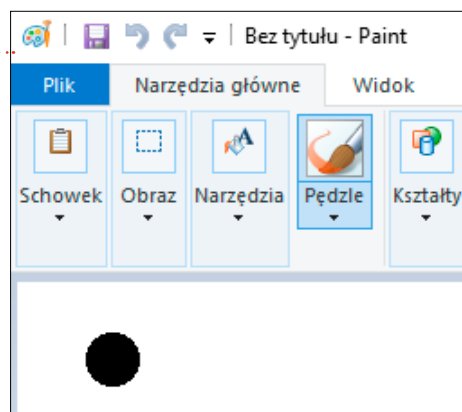 Bez tytułu - Paint
Plik Narzędzia główne Widok
Schowek Obraz Narzędzia Pędzle Kształty